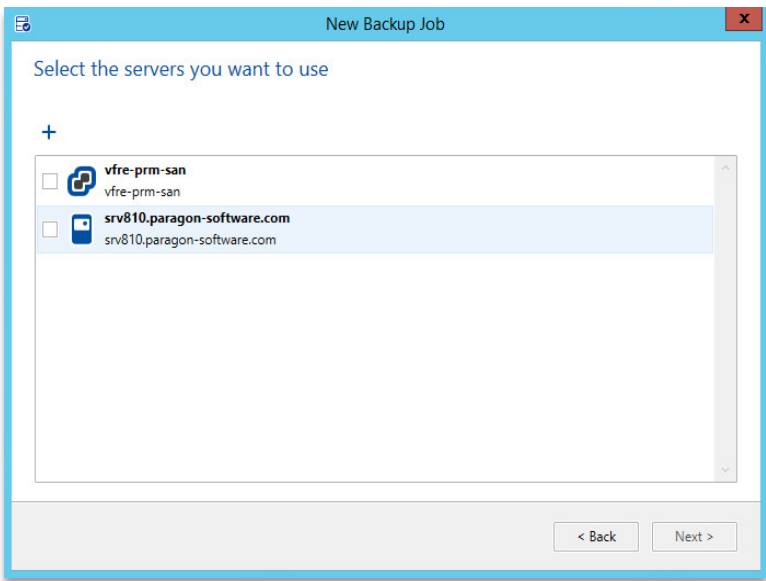 New Backup Job
x
Select the servers you want to use
+
vfre-prm-san
vfre-prm-san
srv810.paragon-software.com
srv810.paragon-software.com
< Back
Next >